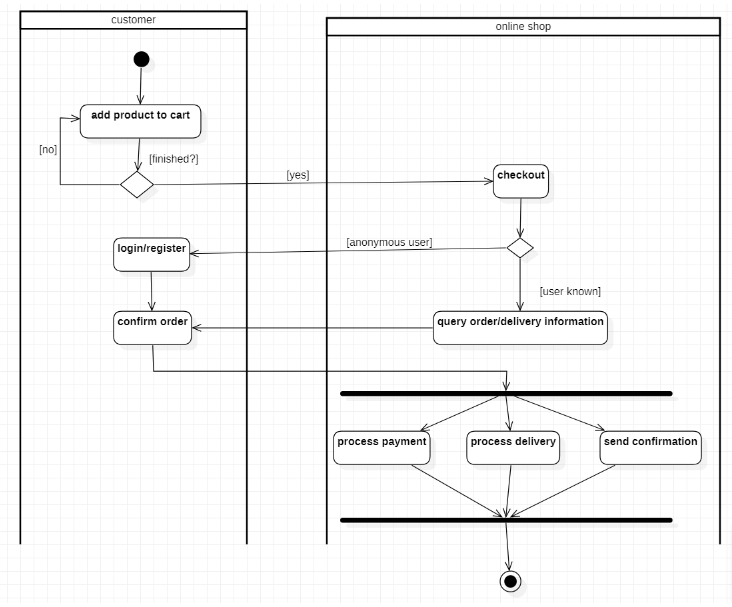 customer
online shop
add product to cart
[no]
[finished?]
[yes]
checkout
login/register
[anonymous user]
[user known]
confirm order
query order/delivery information
process payment
process delivery
send confirmation